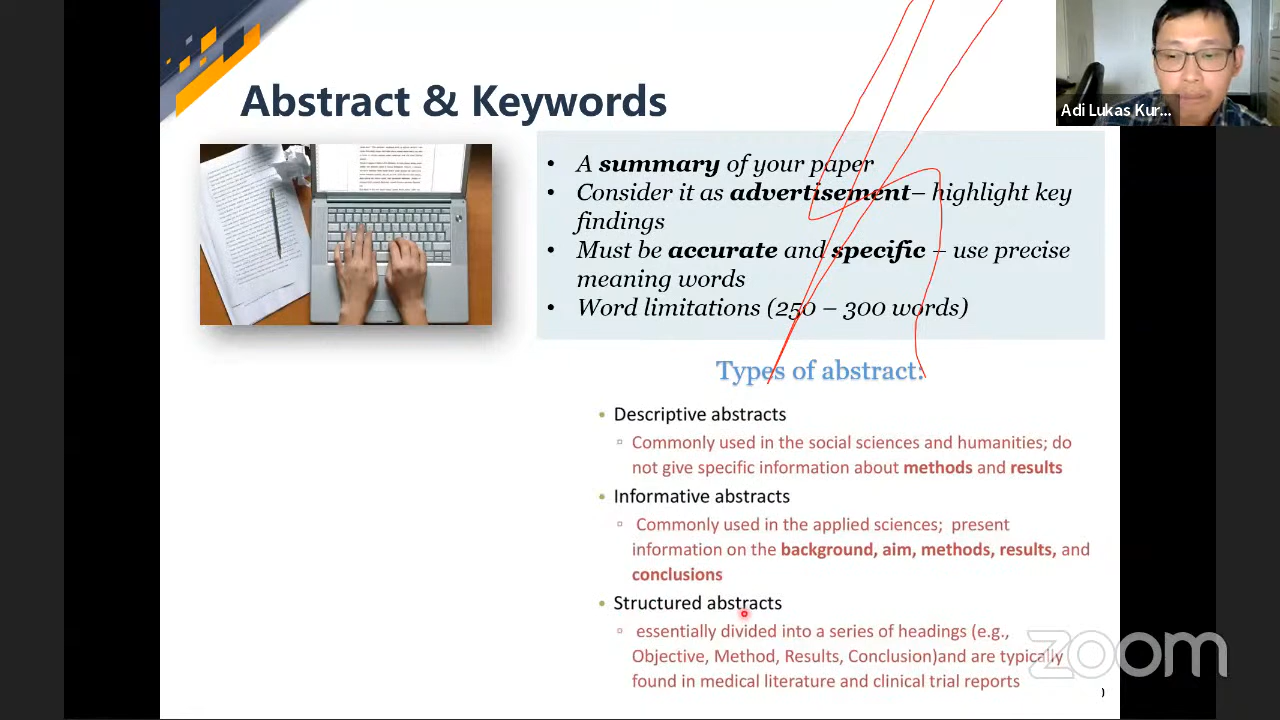 Abstract & Keywords
Adi Lukas Kur...
• A summary of your paper
• Consider it as advertisement– highlight key
findings
• Must be accurate and specific – use precise
meaning words
• Word limitations (250 – 300 words)
Types of abstract:
• Descriptive abstracts
Commonly used in the social sciences and humanities; do
not give specific information about methods and results
• Informative abstracts
Commonly used in the applied sciences; present
information on the background, aim, methods, results, and
conclusions
• Structured abstracts
essentially divided into a series of headings (e.g.,
Objective, Method, Results, Conclusion)and are typically
found in medical literature and clinical trial reports
zoom